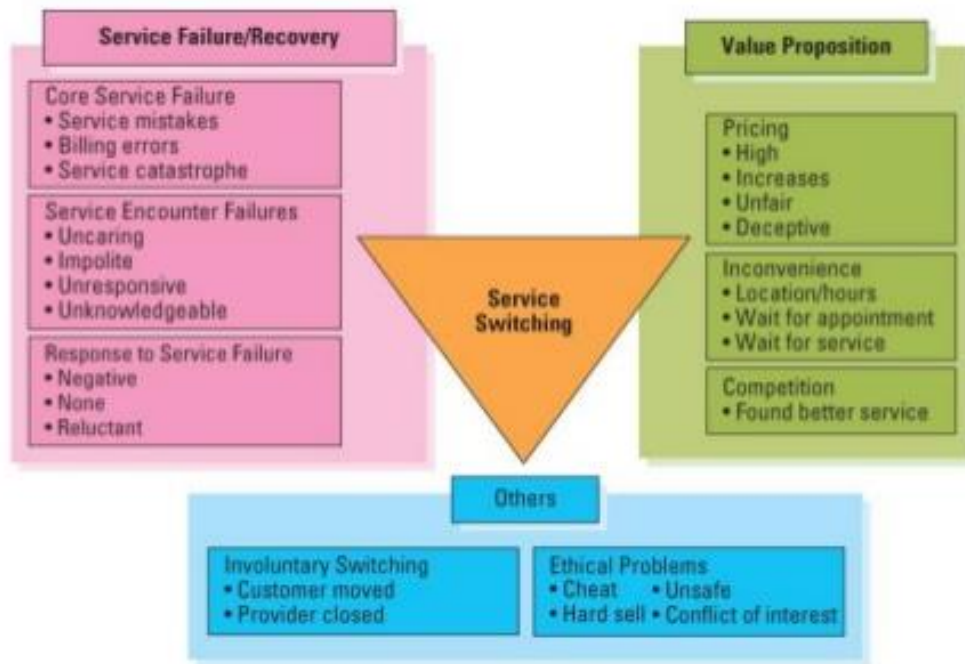 Service Failure/Recovery
Core Service Failure
• Service mistakes
• Billing errors
• Service catastrophe
Service Encounter Failures
• Uncaring
• Impolite
• Unresponsive
• Unknowledgeable
Response to Service Failure
• Negative
• None
• Reluctant
Value Proposition
Pricing
• High
• Increases
• Unfair
• Deceptive
Inconvenience
• Location/hours
• Wait for appointment
• Wait for service
Competition
• Found better service
Service
Switching
Others
Involuntary Switching
• Customer moved
• Provider closed
Ethical Problems
• Cheat • Unsafe
• Hard sell • Conflict of interest